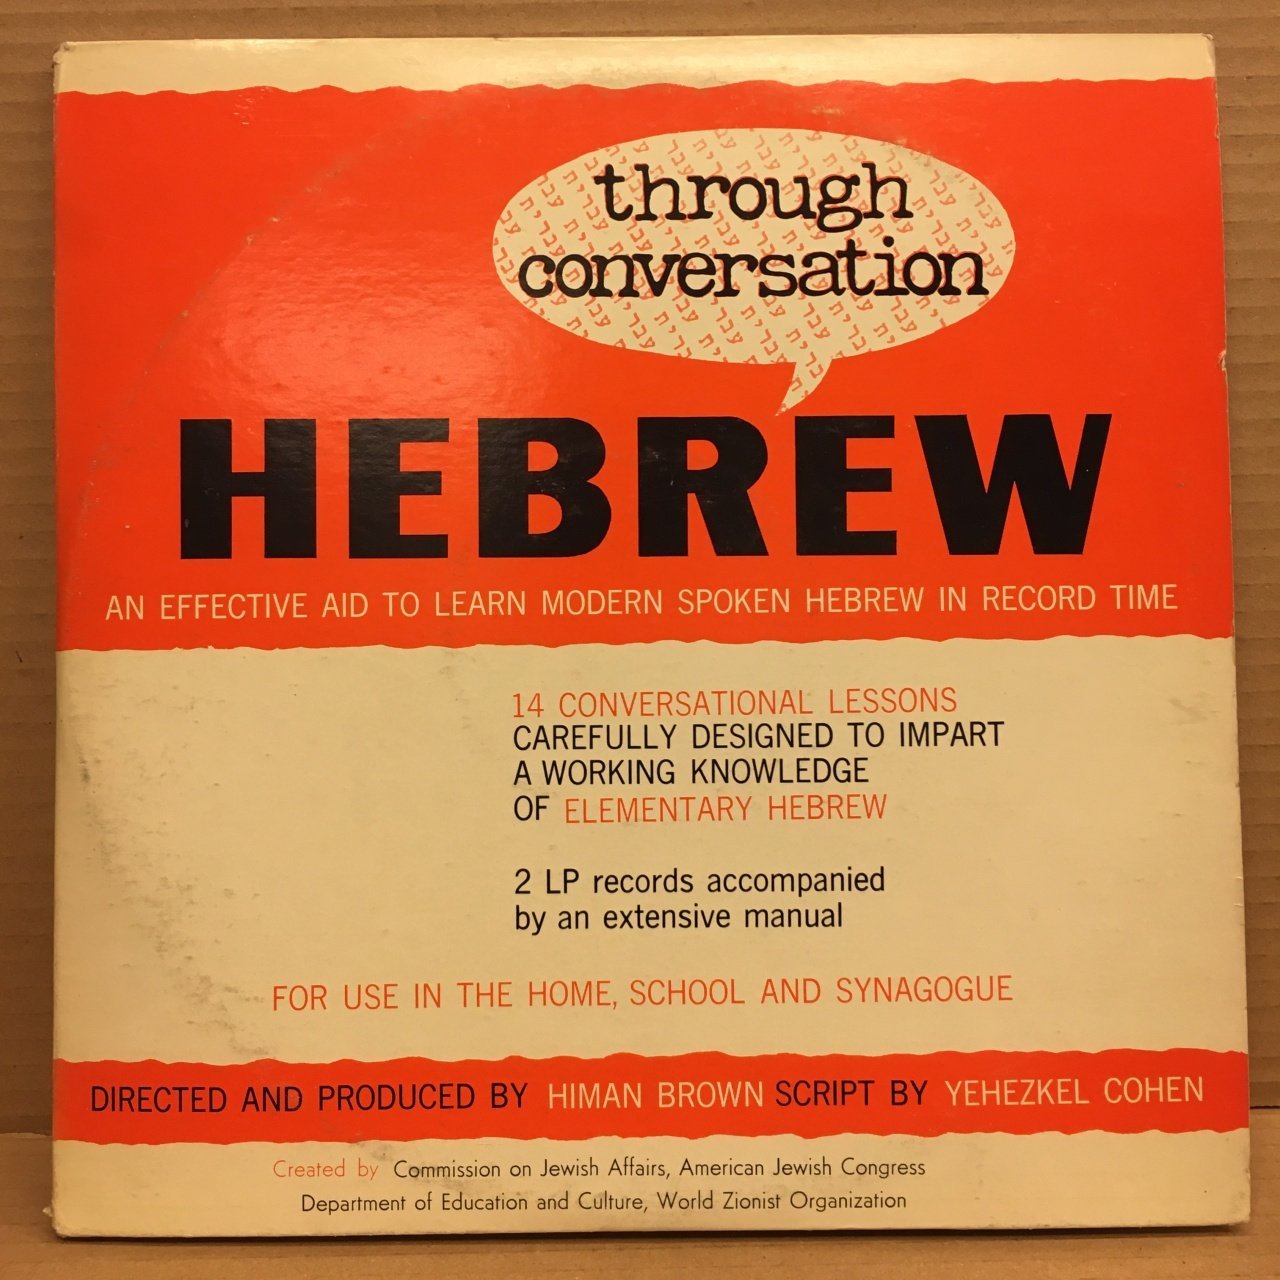 through
conversation
HEBREW
AN EFFECTIVE AID TO LEARN MODERN SPOKEN HEBREW IN RECORD TIME
14 CONVERSATIONAL LESSONS
CAREFULLY DESIGNED TO IMPART
A WORKING KNOWLEDGE
OF ELEMENTARY HEBREW
2 LP records accompanied
by an extensive manual
FOR USE IN THE HOME, SCHOOL AND SYNAGOGUE
DIRECTED AND PRODUCED BY HIMAN BROWN SCRIPT BY YEHEZKEL COHEN
Created by Commission on Jewish Affairs, American Jewish Congress
Department of Education and Culture, World Zionist Organization